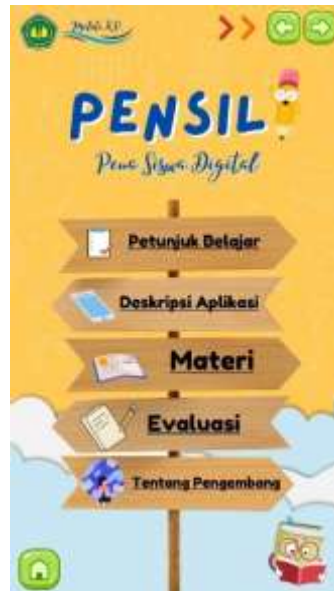 PENSIL
Pena Siswa Digital
Petunjuk Belajar
Deskripsi Aplikasi
Materi
Evaluasi
Tentang Pengembang